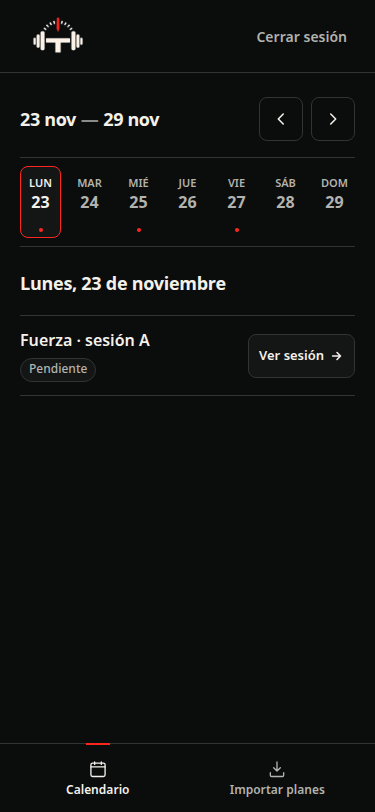 Cerrar sesión
23 nov — 29 nov
LUN MAR MIÉ JUE VIE SÁB DOM
23 24 25 26 27 28 29
Lunes, 23 de noviembre
Fuerza · sesión A
Pendiente
Ver sesión →
Calendario Importar planes